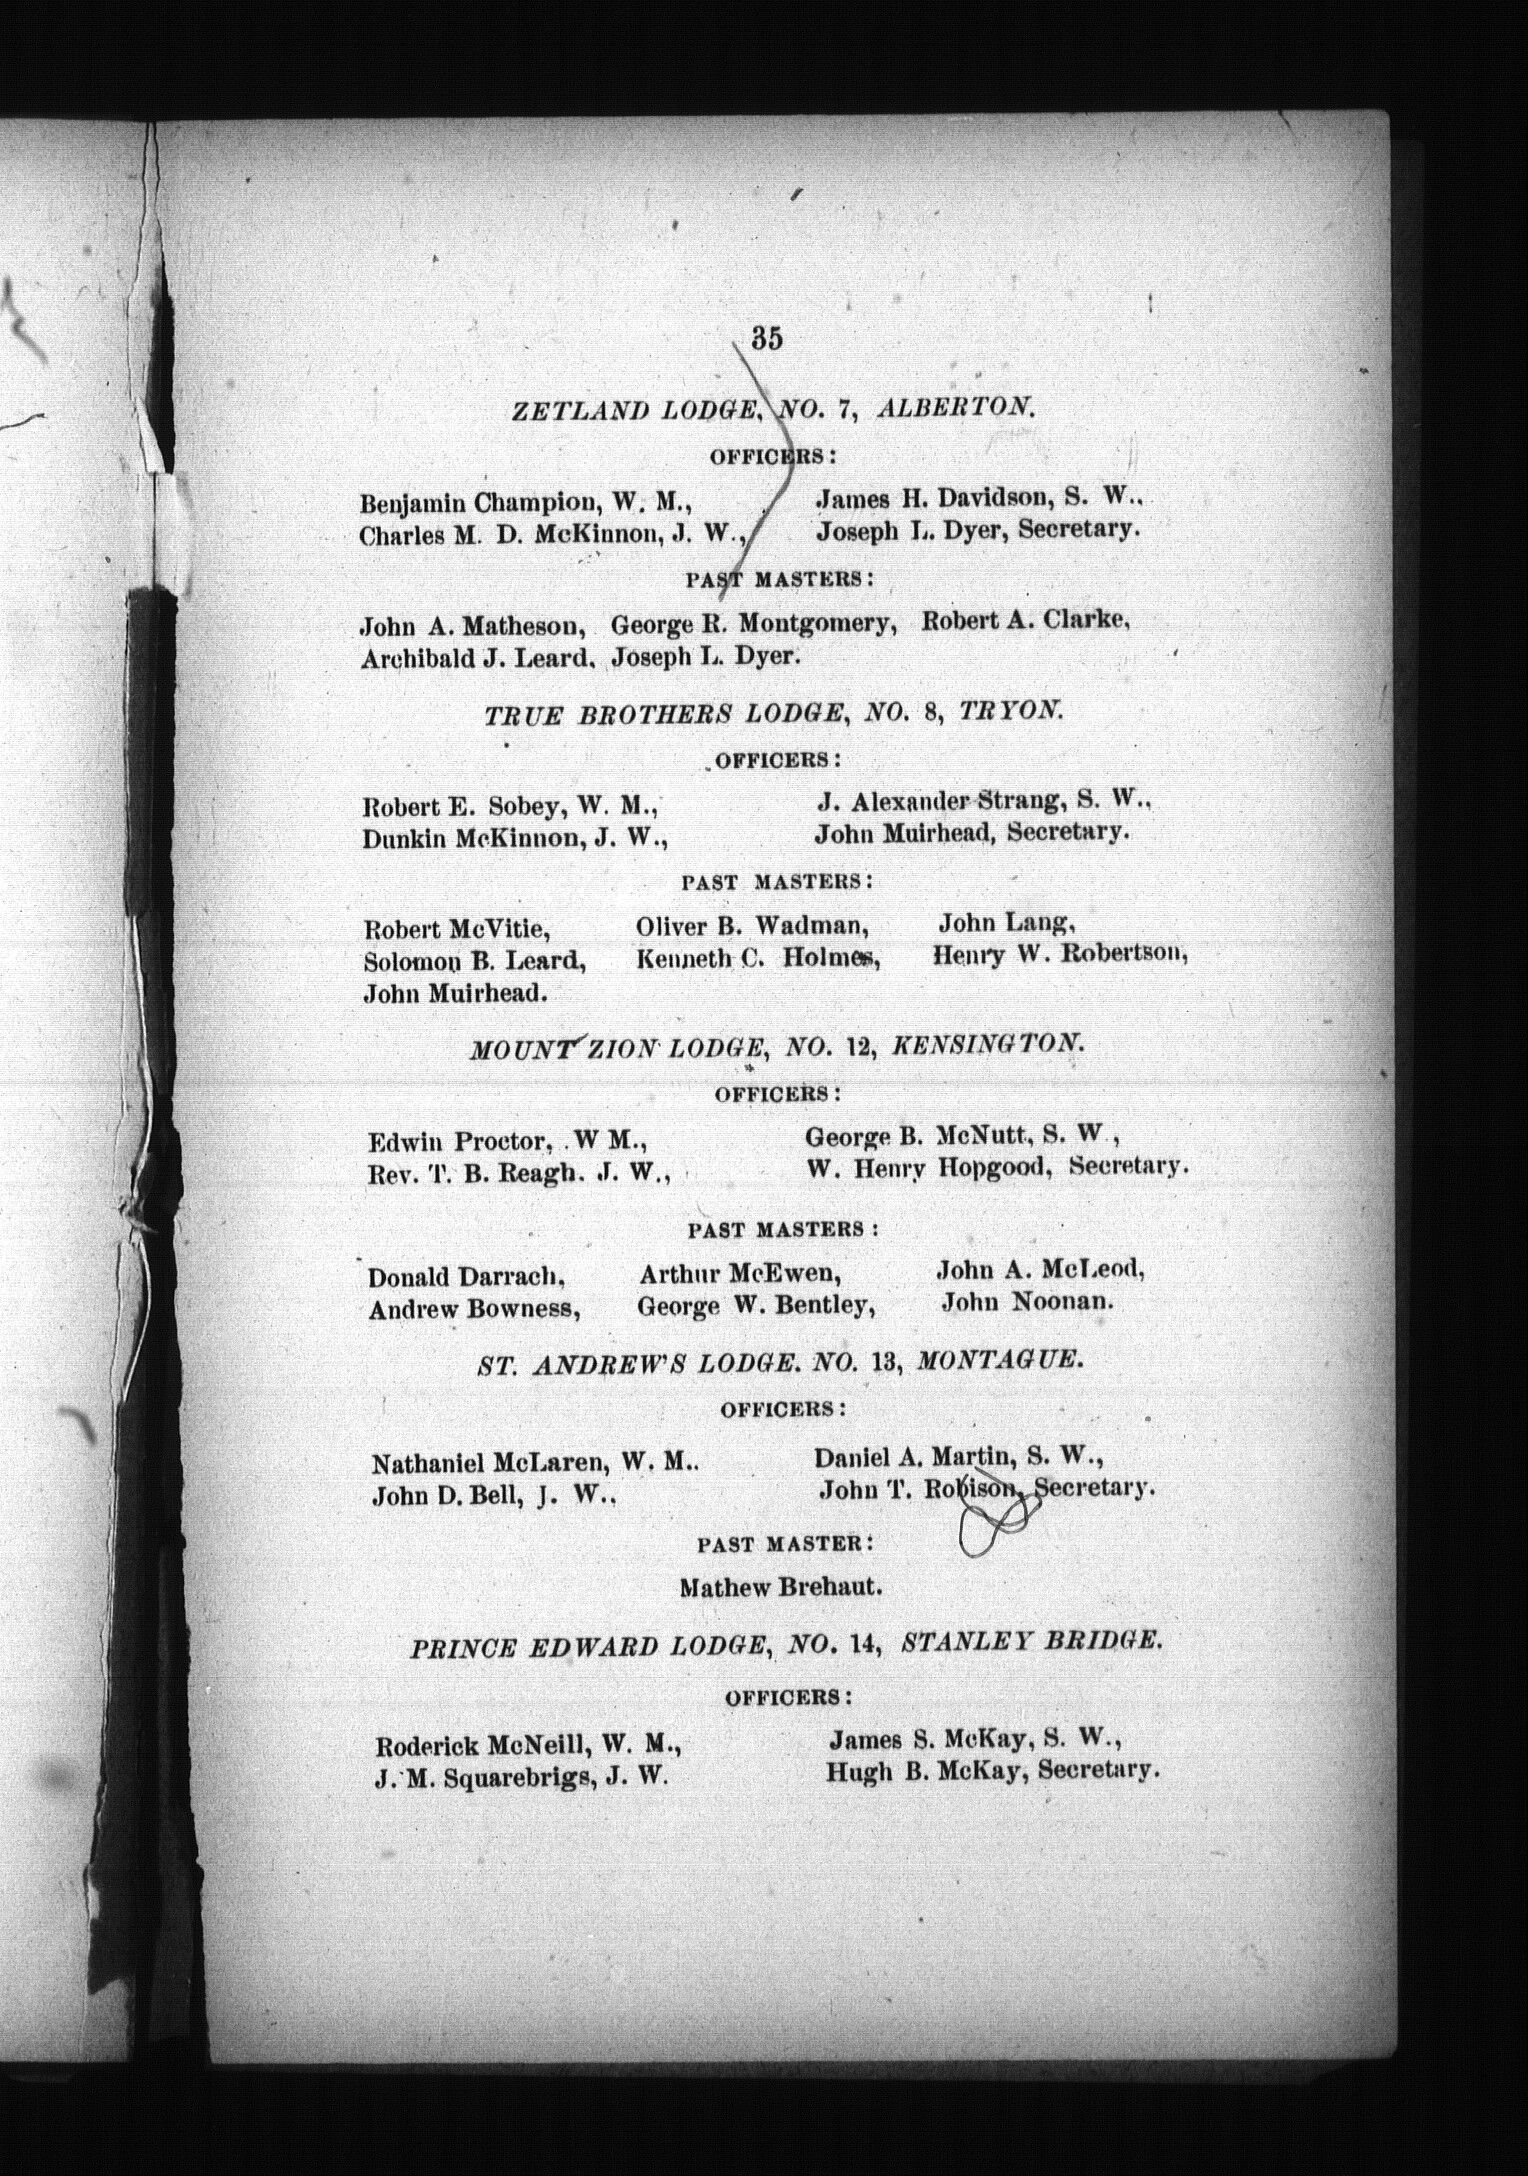 35
ZETLAND LODGE, NO. 7, ALBERTON.
OFFICERS:
Benjamin Champion, W. M., James H. Davidson, S. W.,
Charles M. D. McKinnon, J. W., Joseph L. Dyer, Secretary.
PAST MASTERS:
John A. Matheson, George R. Montgomery, Robert A. Clarke,
Archibald J. Leard, Joseph L. Dyer.
TRUE BROTHERS LODGE, NO. 8, TRYON.
OFFICERS:
Robert E. Sobey, W. M., J. Alexander Strang, S. W.,
Dunkin McKinnon, J. W., John Muirhead, Secretary.
PAST MASTERS:
Robert McVitie, Oliver B. Wadman, John Lang,
Solomon B. Leard, Kenneth C. Holmes, Henry W. Robertson,
John Muirhead.
MOUNT ZION LODGE, NO. 12, KENSINGTON.
OFFICERS:
Edwin Proctor, W M., George B. McNutt, S. W ,
Rev. T. B. Reagh. J. W., W. Henry Hopgood, Secretary.
PAST MASTERS:
Donald Darrach, Arthur McEwen, John A. McLeod,
Andrew Bowness, George W. Bentley, John Noonan.
ST. ANDREW'S LODGE. NO. 13, MONTAGUE.
OFFICERS:
Nathaniel McLaren, W. M., Daniel A. Martin, S. W.,
John D. Bell, J. W., John T. Robison, Secretary.
PAST MASTER:
Mathew Brehaut.
PRINCE EDWARD LODGE, NO. 14, STANLEY BRIDGE.
OFFICERS:
Roderick McNeill, W. M., James S. McKay, S. W.,
J. M. Squarebrigs, J. W. Hugh B. McKay, Secretary.